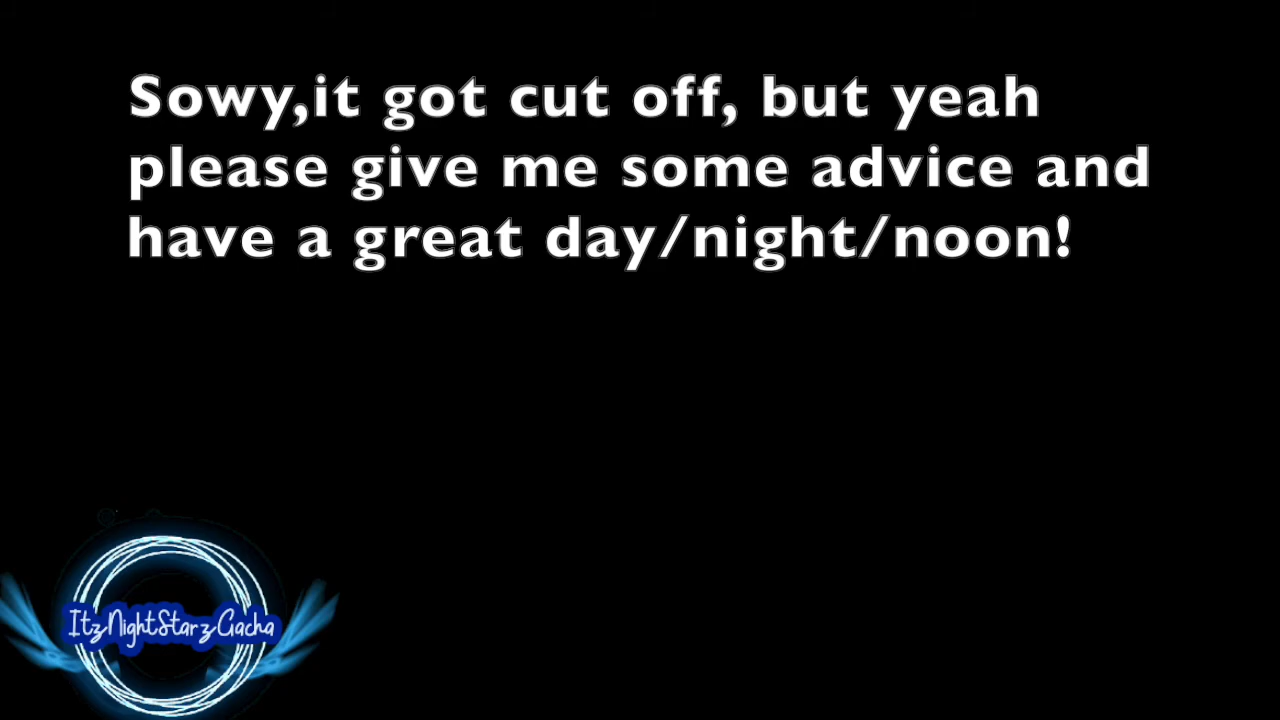 Sowy,it got cut off, but yeah
please give me some advice and
have a great day/night/noon!
ItzNightStarzGacha